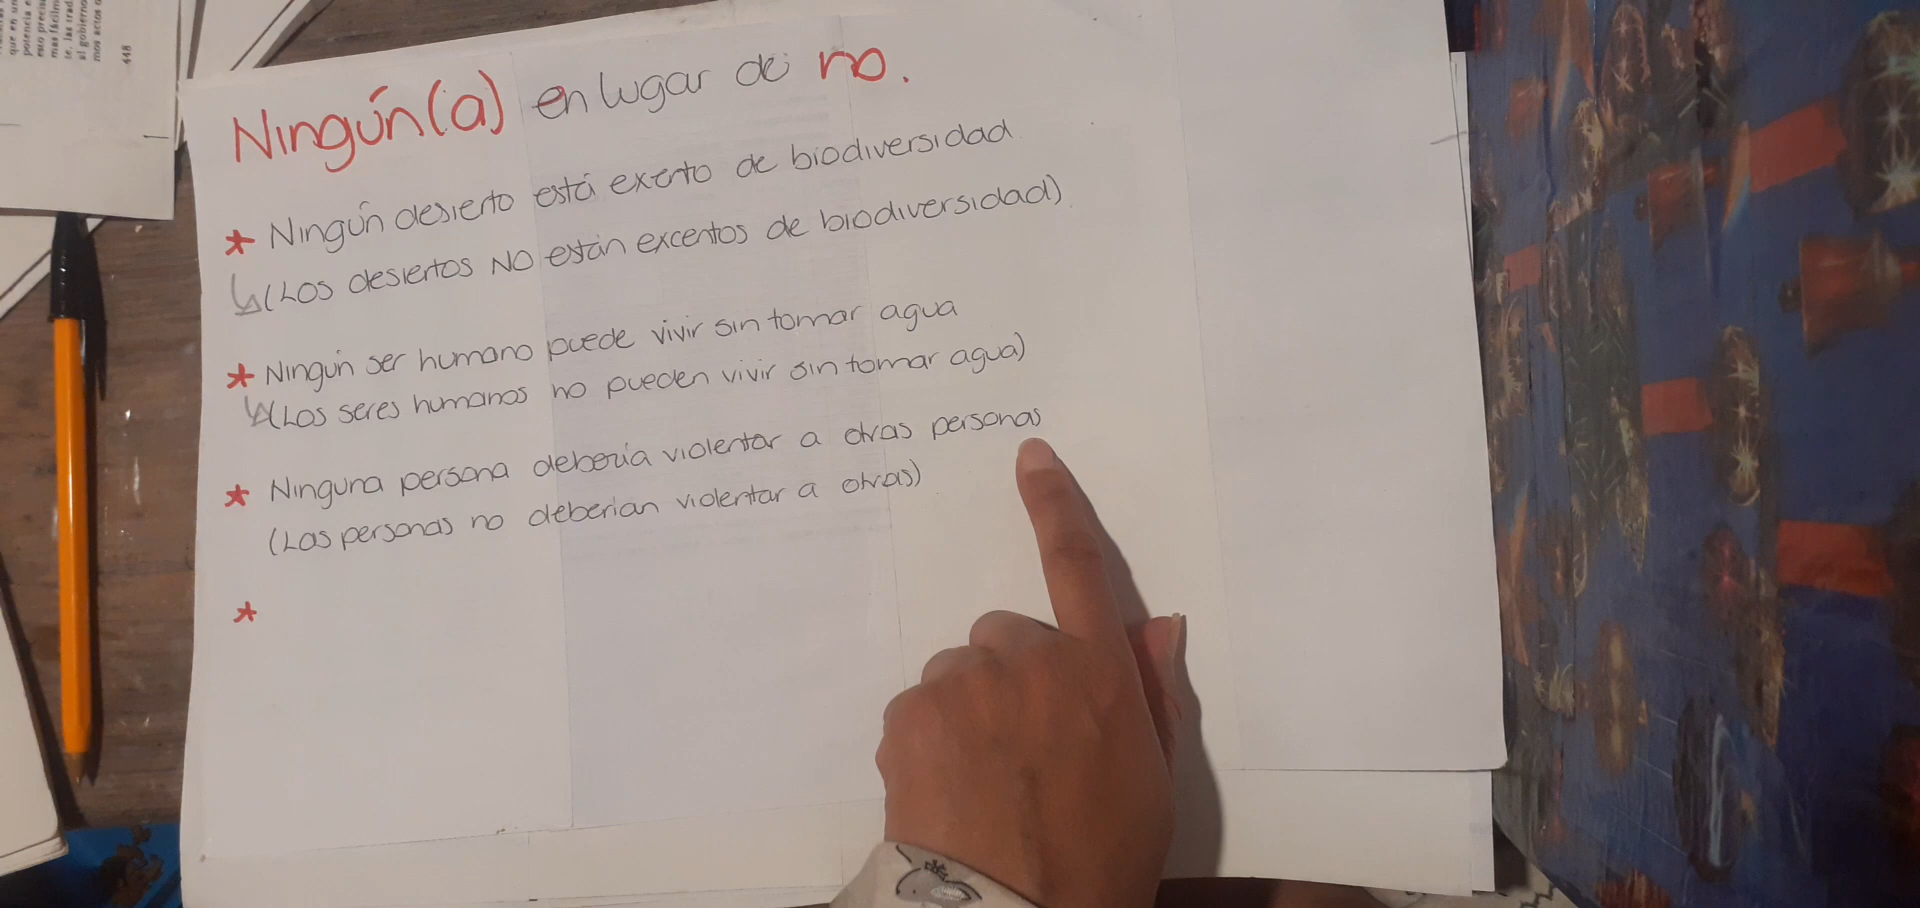 Ningún(a) en lugar de no.
* Ningún desierto está exento de biodiversidad.
↳ (Los desiertos NO están excentos de biodiversidad).
* Ningún ser humano puede vivir sin tomar agua
↳ (Los seres humanos no pueden vivir sin tomar agua)
* Ninguna persona debería violentar a otras personas
(Las personas no deberian violentar a otras)
*
448